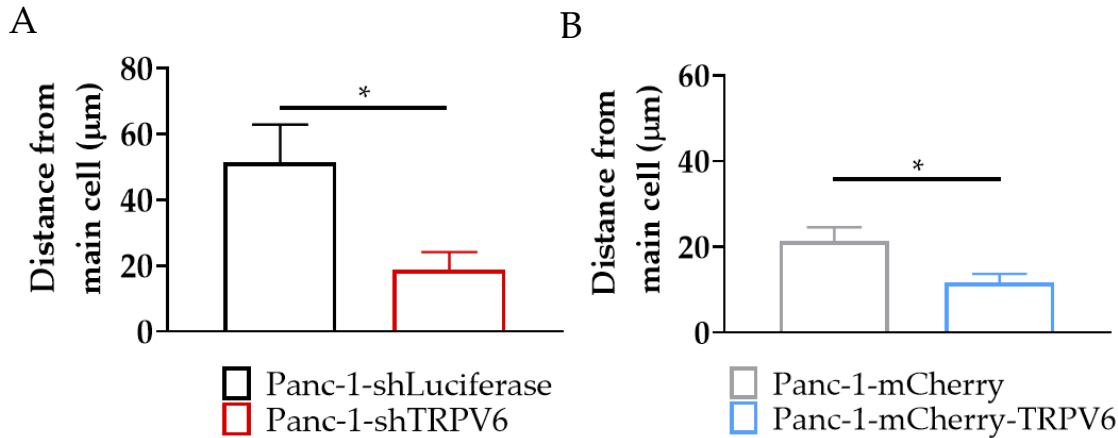 A
Distance from
main cell (μm)
80
60
40
20
0
*
Panc-1-shLuciferase
Panc-1-shTRPV6
B
Distance from
main cell (μm)
60
40
20
0
*
Panc-1-mCherry
Panc-1-mCherry-TRPV6